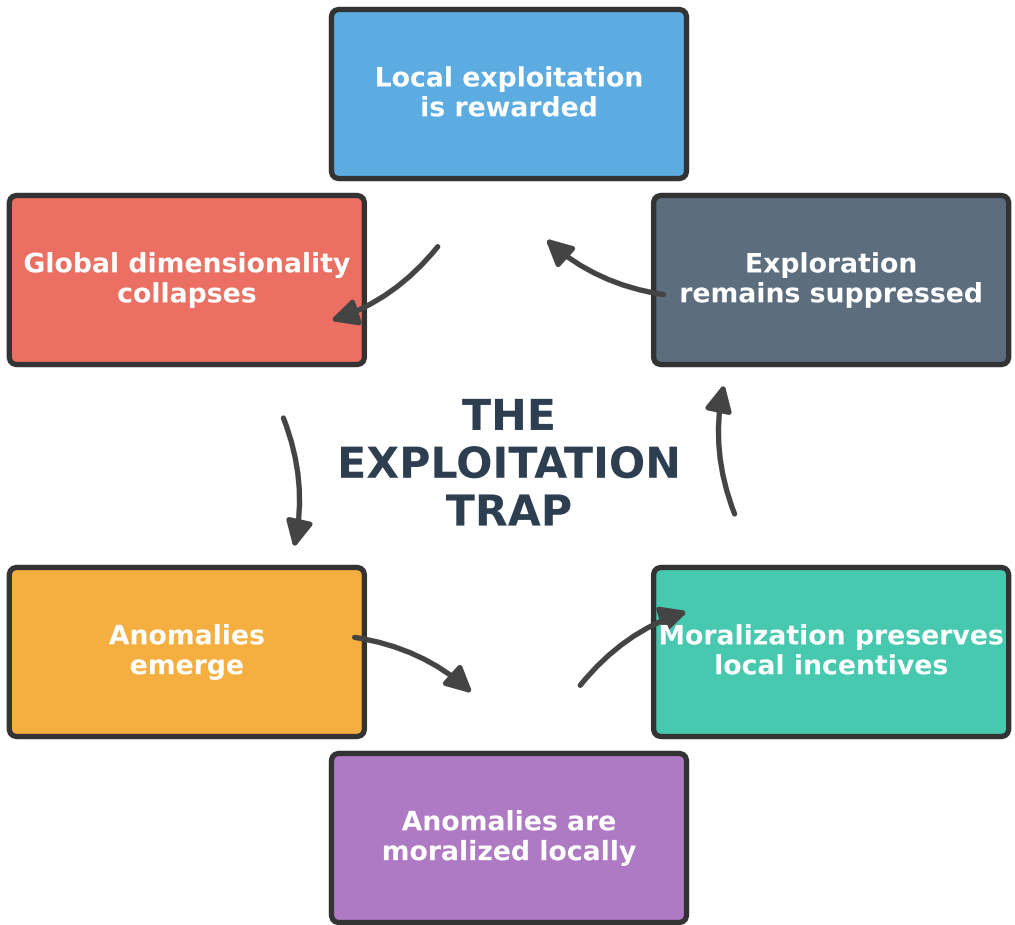 Local exploitation
is rewarded
Global dimensionality
collapses
Exploration
remains suppressed
THE
EXPLOITATION
TRAP
Anomalies
emerge
Moralization preserves
local incentives
Anomalies are
moralized locally